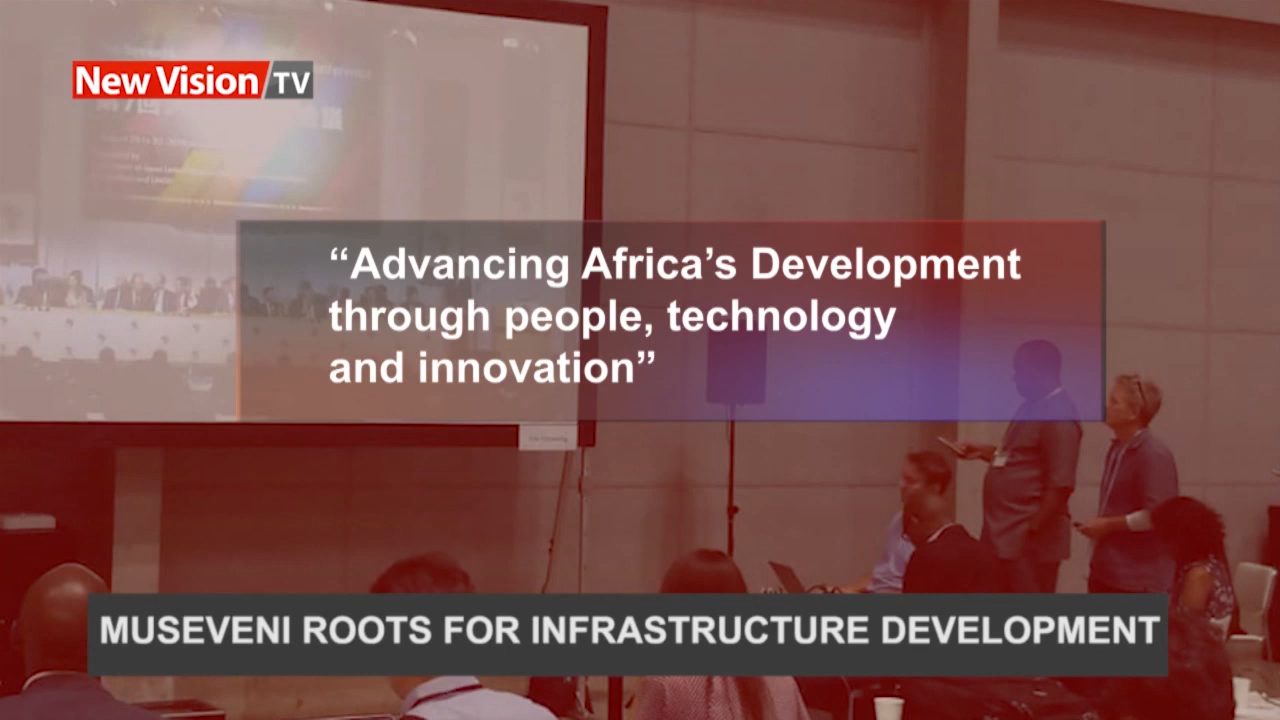 New Vision TV
“Advancing Africa’s Development
through people, technology
and innovation”
MUSEVENI ROOTS FOR INFRASTRUCTURE DEVELOPMENT